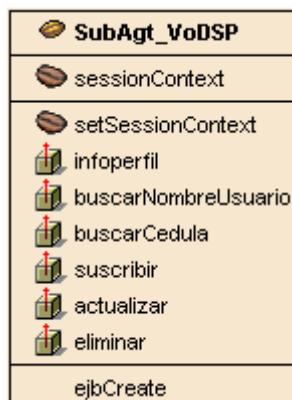 SubAgt_VoDSP
sessionContext
setSessionContext
infoperfil
buscarNombreUsuario
buscarCedula
suscribir
actualizar
eliminar
ejbCreate